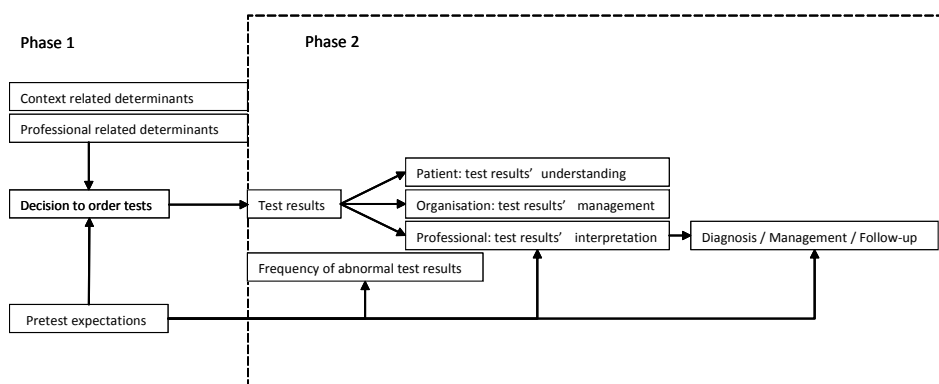 Phase 1
Phase 2
Context related determinants
Professional related determinants
Patient: test results’ understanding
Decision to order tests
Test results
Organisation: test results’ management
Professional: test results’ interpretation
Diagnosis / Management / Follow-up
Frequency of abnormal test results
Pretest expectations